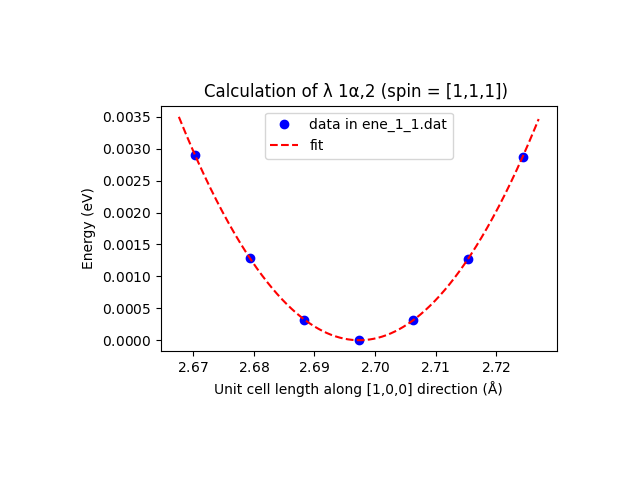 Calculation of λ 1α,2 (spin = [1,1,1])
data in ene_1_1.dat
fit
Energy (eV)
0.0035
0.0030
0.0025
0.0020
0.0015
0.0010
0.0005
0.0000
2.67 2.68 2.69 2.70 2.71 2.72
Unit cell length along [1,0,0] direction (Å)